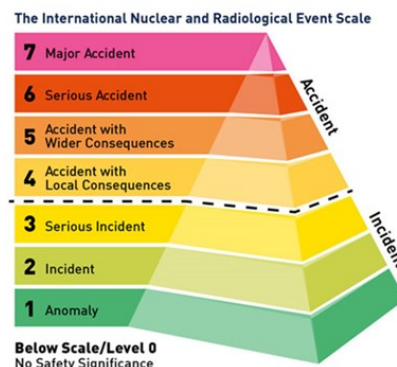 The International Nuclear and Radiological Event Scale
7 Major Accident
6 Serious Accident
5 Accident with
Wider Consequences
4 Accident with
Local Consequences
3 Serious Incident
2 Incident
1 Anomaly
Accident
Incident
Below Scale/Level 0
No Safety Significance